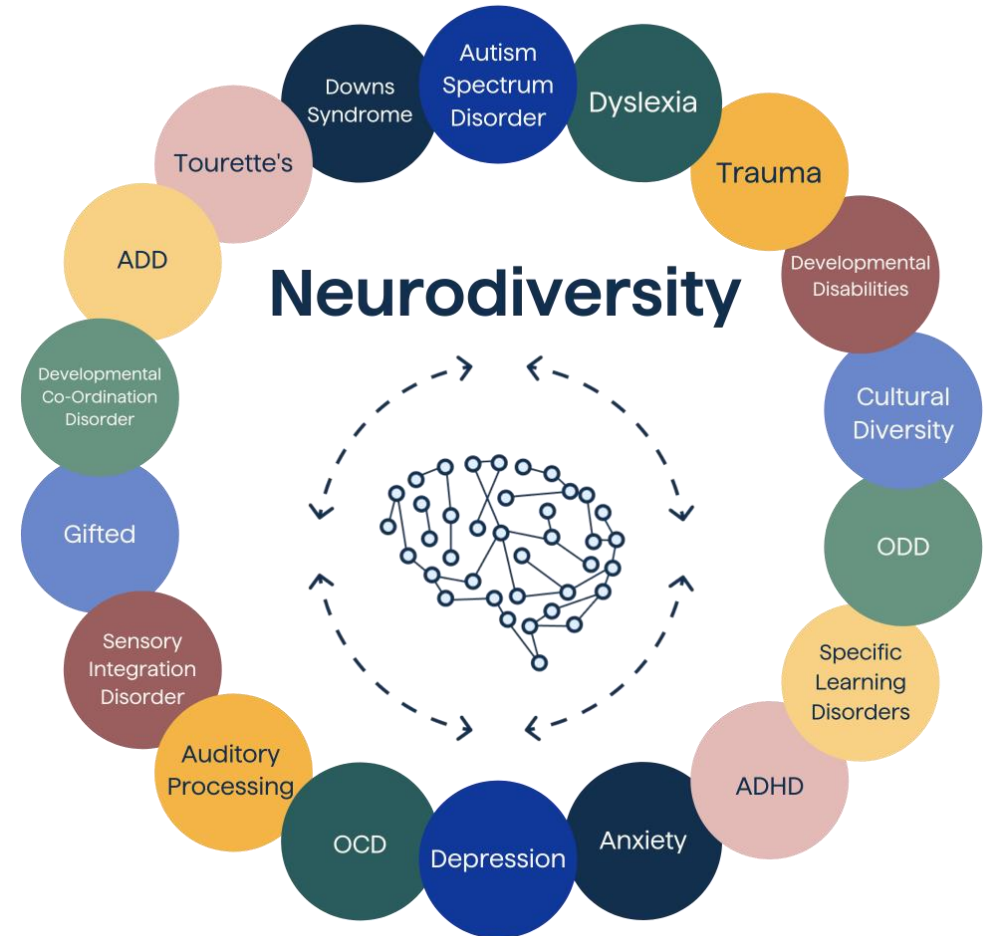 Neurodiversity
Autism
Spectrum
Disorder
Dyslexia
Trauma
Developmental
Disabilities
Cultural
Diversity
ODD
Specific
Learning
Disorders
ADHD
Anxiety
Depression
OCD
Auditory
Processing
Sensory
Integration
Disorder
Gifted
Developmental
Co-Ordination
Disorder
ADD
Tourette's
Downs
Syndrome